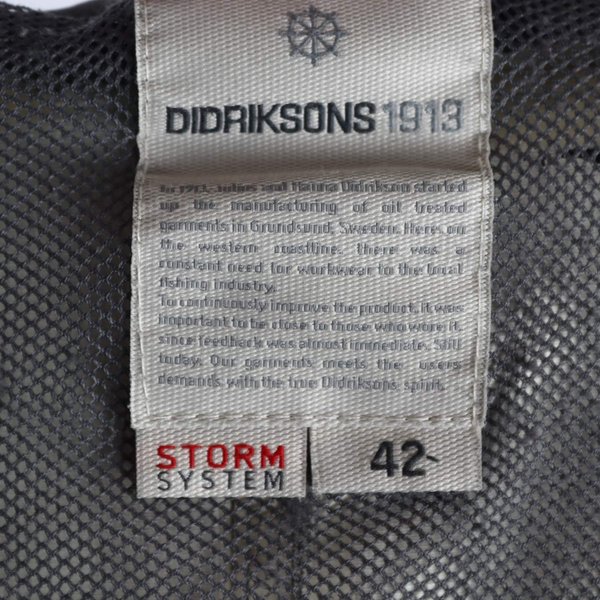 DIDRIKSONS 1913
In 1913, Julius and Hanna Didrikson started
up the manufacturing of oil treated
garments in Grundsund, Sweden. Here, on
the western coastline, there was a
constant need for workwear to the local
fishing industry.
To continuously improve the product, it was
important to be close to those who wore it,
since feedback was almost immediate. Still
today. Our garments meets the users
demands with the true Didriksons spirit.
STORM 42
SYSTEM